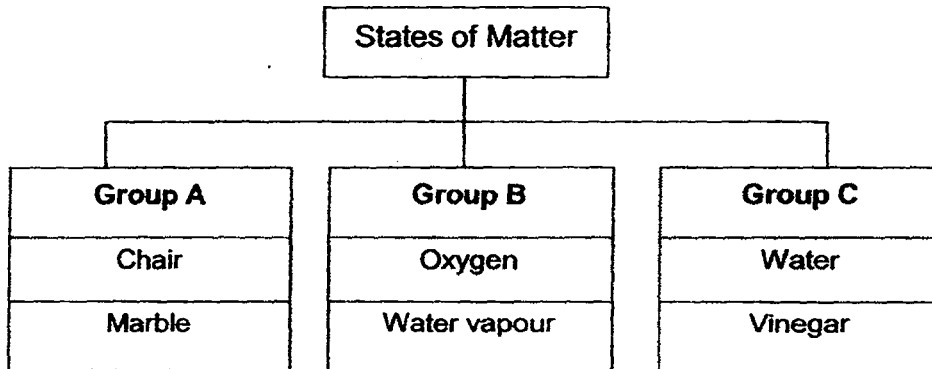 States of Matter
Group A Group B Group C
Chair Oxygen Water
Marble Water vapour Vinegar